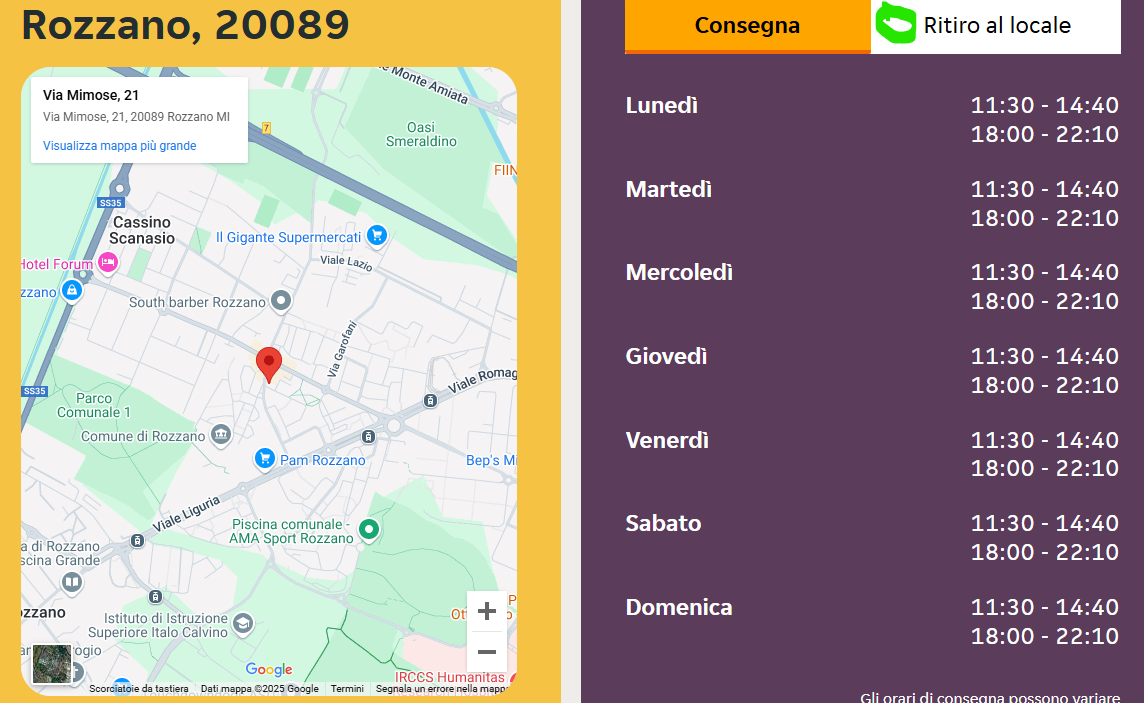 Rozzano, 20089
Via Mimose, 21
Via Mimose, 21, 20089 Rozzano MI
Visualizza mappa più grande
Monte Amiata
7
Oasi
Smeraldino
SS35
Cassino
Scanasio
Il Gigante Supermercati
Viale Lazio
Hotel Forum
South barber Rozzano
Via Garofani
SS35
Parco
Comunale 1
Comune di Rozzano
Pam Rozzano
Bep's
Viale Liguria
Piscina comunale -
AMA Sport Rozzano
a di Rozzano
Grande
Istituto di Istruzione
Superiore Italo Calvino
IRCCS Humanitas
Google
Scorciatoie da tastiera
Dati mappa ©2025 Google
Termini
Segnala un errore nella mappa
Consegna
Ritiro al locale
Lunedì
11:30 - 14:40
18:00 - 22:10
Martedì
11:30 - 14:40
18:00 - 22:10
Mercoledì
11:30 - 14:40
18:00 - 22:10
Giovedì
11:30 - 14:40
18:00 - 22:10
Venerdì
11:30 - 14:40
18:00 - 22:10
Sabato
11:30 - 14:40
18:00 - 22:10
Domenica
11:30 - 14:40
18:00 - 22:10
Gli orari di consegna possono variare